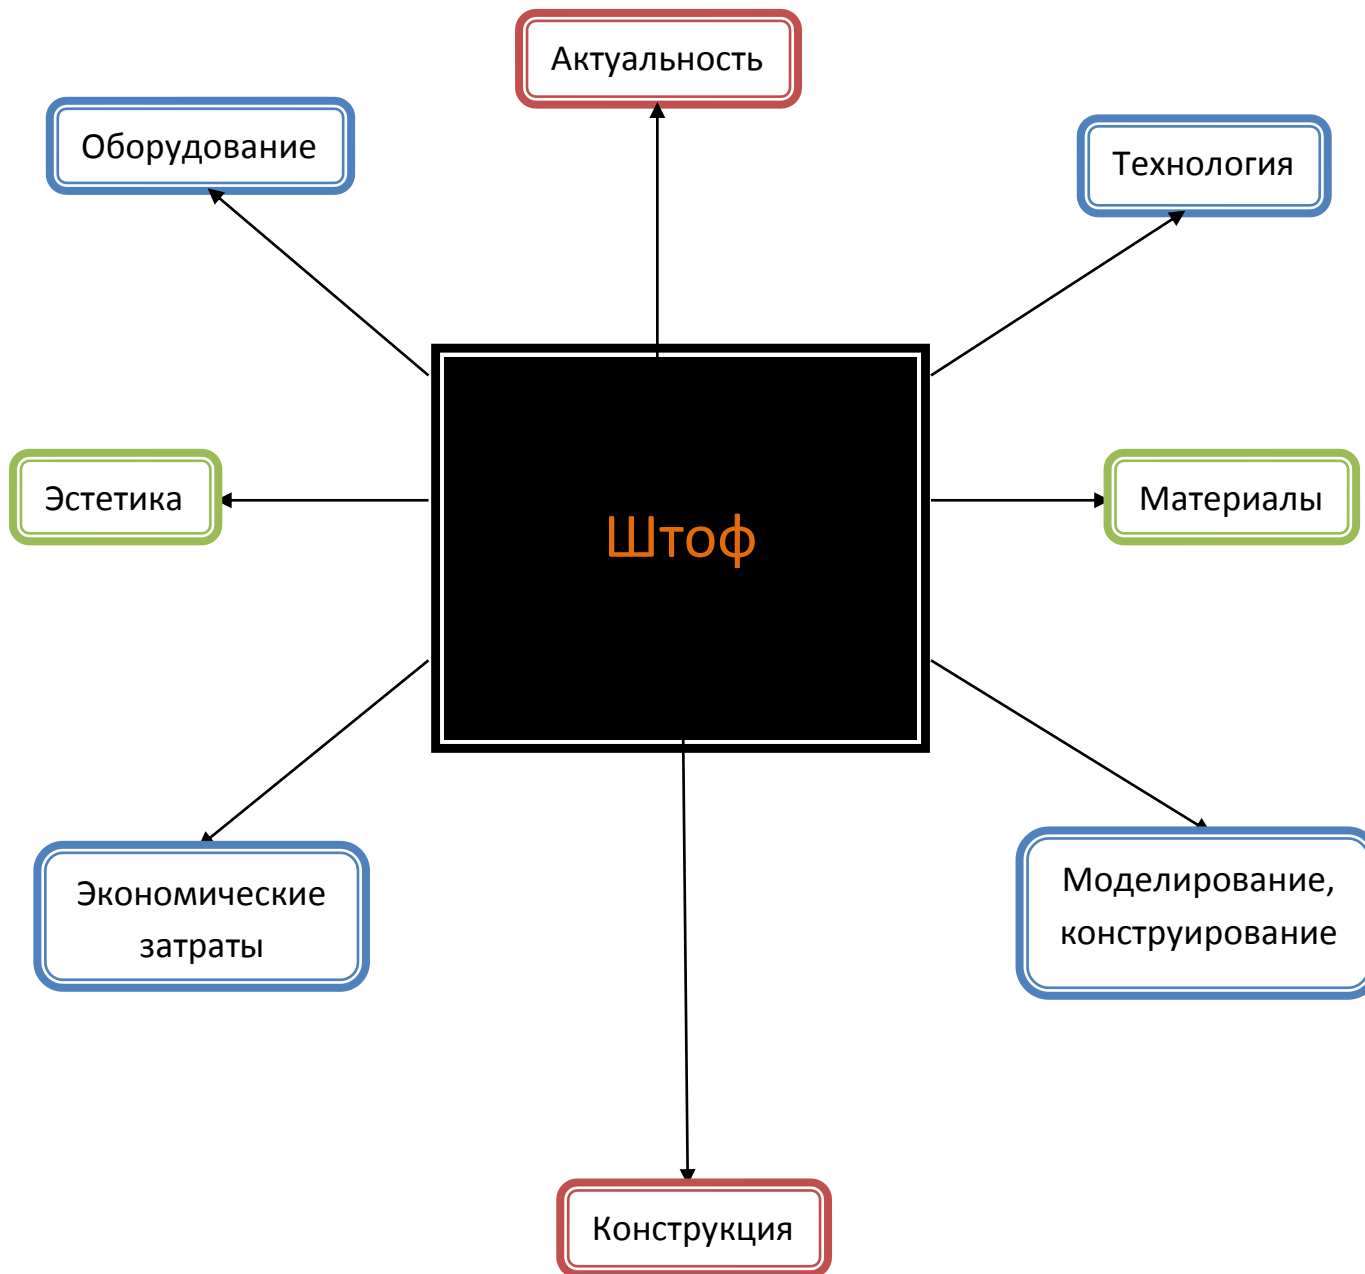 Актуальность
Оборудование
Технология
Эстетика
Материалы
Штоф
Экономические
затраты
Моделирование,
конструирование
Конструкция